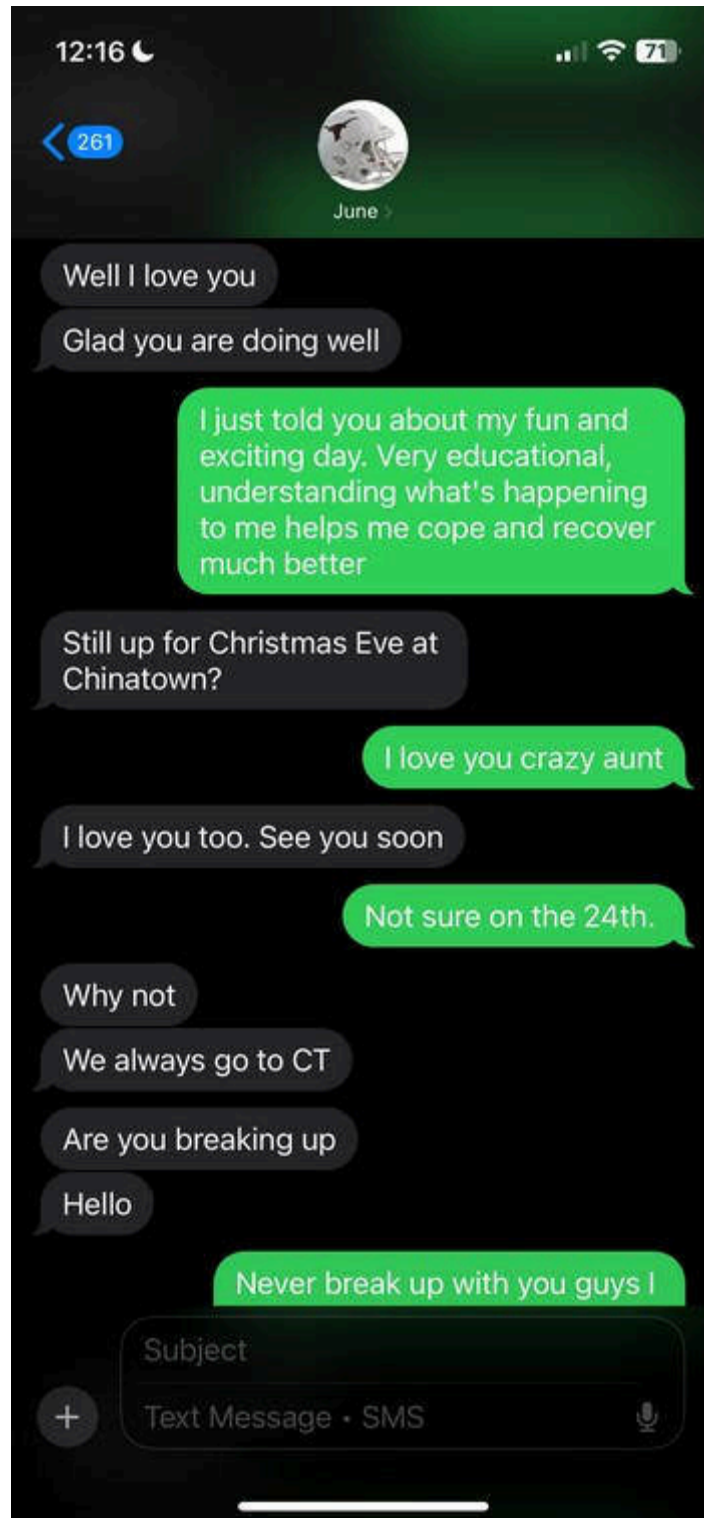 12:16
71
261
June
Well I love you
Glad you are doing well
I just told you about my fun and
exciting day. Very educational,
understanding what's happening
to me helps me cope and recover
much better
Still up for Christmas Eve at
Chinatown?
I love you crazy aunt
I love you too. See you soon
Not sure on the 24th.
Why not
We always go to CT
Are you breaking up
Hello
Never break up with you guys I
Subject
Text Message • SMS